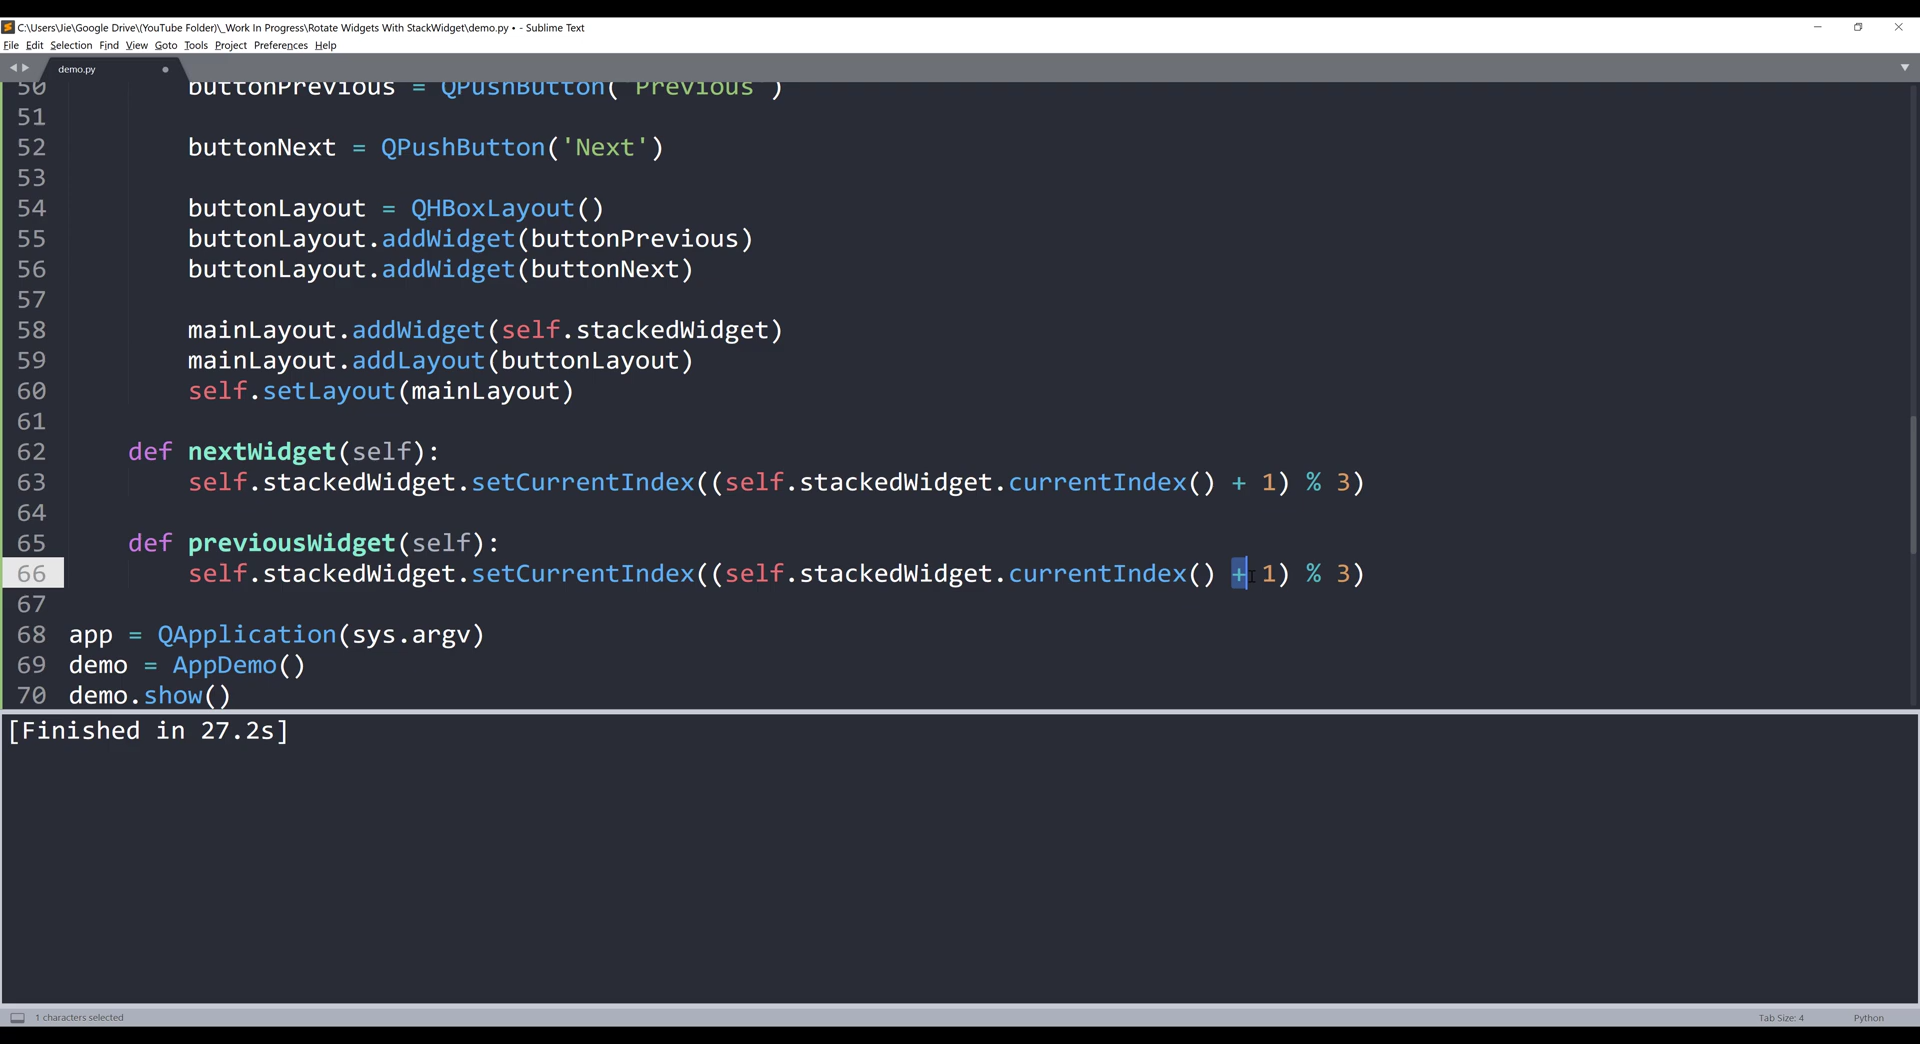 C:\Users\Jie\Google Drive\(YouTube Folder)\_Work In Progress\Rotate Widgets With StackWidget\demo.py • - Sublime Text
File Edit Selection Find View Goto Tools Project Preferences Help
demo.py
50 buttonPrevious = QPushButton('Previous')
51
52 buttonNext = QPushButton('Next')
53
54 buttonLayout = QHBoxLayout()
55 buttonLayout.addWidget(buttonPrevious)
56 buttonLayout.addWidget(buttonNext)
57
58 mainLayout.addWidget(self.stackedWidget)
59 mainLayout.addLayout(buttonLayout)
60 self.setLayout(mainLayout)
61
62 def nextWidget(self):
63 self.stackedWidget.setCurrentIndex((self.stackedWidget.currentIndex() + 1) % 3)
64
65 def previousWidget(self):
66 self.stackedWidget.setCurrentIndex((self.stackedWidget.currentIndex() + 1) % 3)
67
68 app = QApplication(sys.argv)
69 demo = AppDemo()
70 demo.show()
[Finished in 27.2s]
1 characters selected
Tab Size: 4
Python